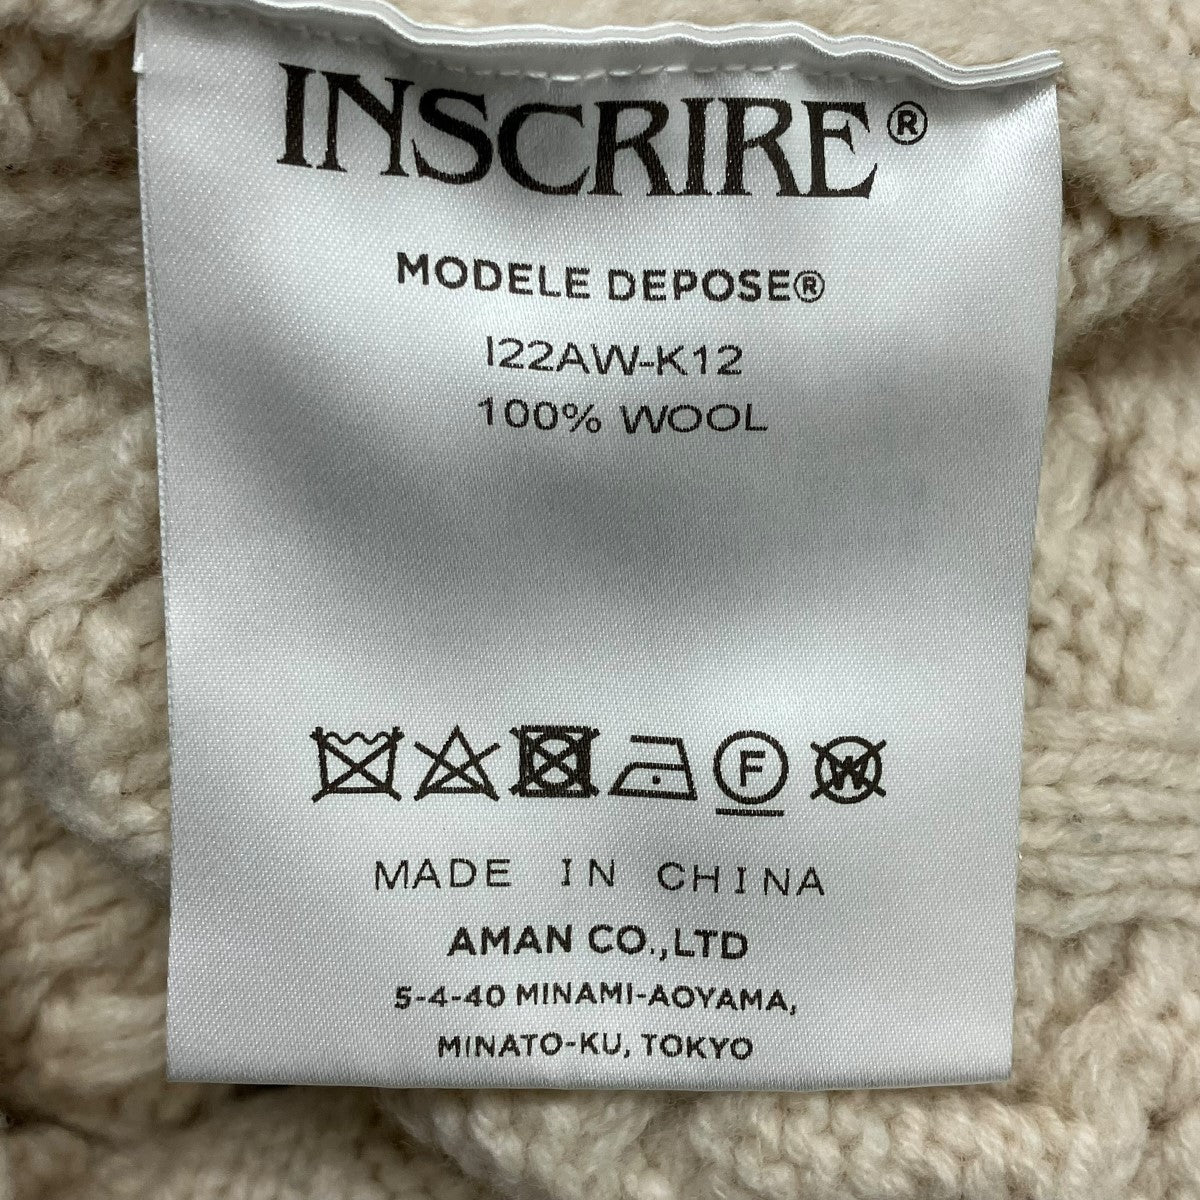 INSCRIRE®
MODELE DEPOSE®
I22AW-K12
100% WOOL
F W
MADE IN CHINA
AMAN CO.,LTD
5-4-40 MINAMI-AOYAMA,
MINATO-KU, TOKYO